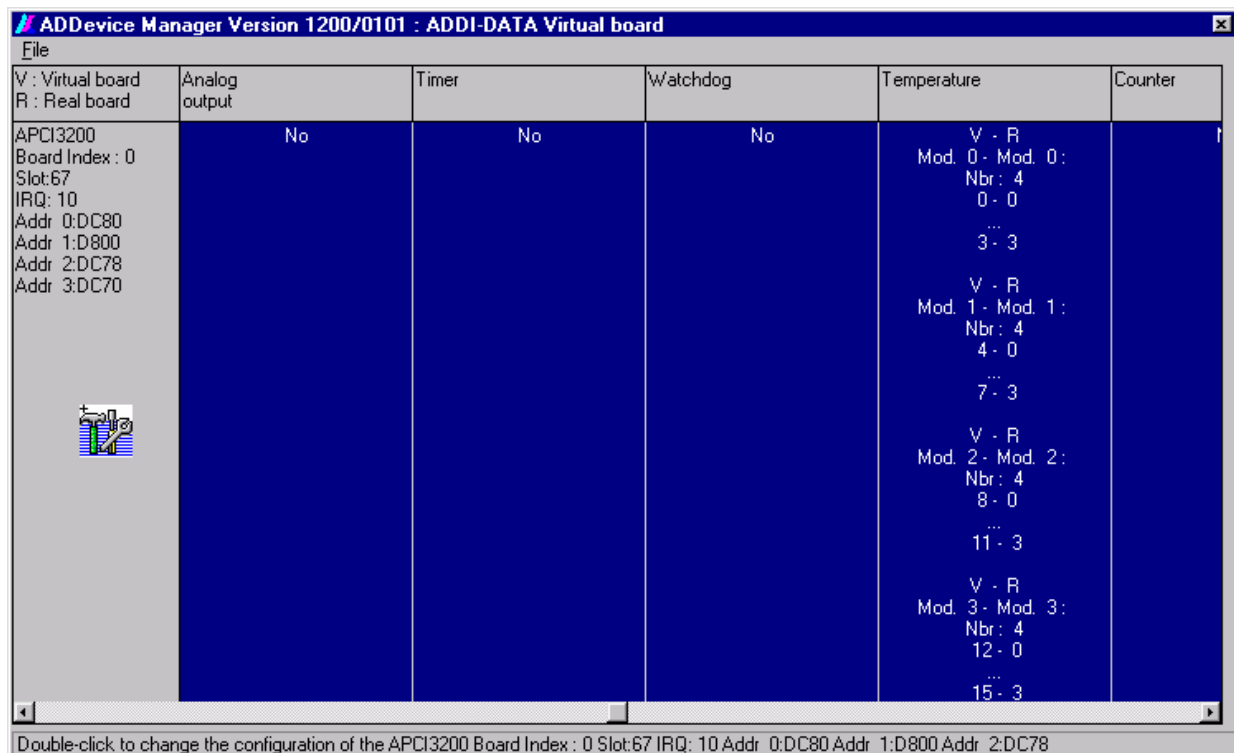 ADDevice Manager Version 1200/0101 : ADDI-DATA Virtual board
File
V : Virtual board
R : Real board
Analog
output
Timer
Watchdog
Temperature
Counter
APCI3200
Board Index : 0
Slot:67
IRQ: 10
Addr 0:DC80
Addr 1:D800
Addr 2:DC78
Addr 3:DC70
No
No
No
V - R
Mod. 0 - Mod. 0 :
Nbr : 4
0 - 0
...
3 - 3
V - R
Mod. 1 - Mod. 1 :
Nbr : 4
4 - 0
...
7 - 3
V - R
Mod. 2 - Mod. 2 :
Nbr : 4
8 - 0
...
11 - 3
V - R
Mod. 3 - Mod. 3 :
Nbr : 4
12 - 0
...
15 - 3
Double-click to change the configuration of the APCI3200 Board Index : 0 Slot:67 IRQ: 10 Addr 0:DC80 Addr 1:D800 Addr 2:DC78